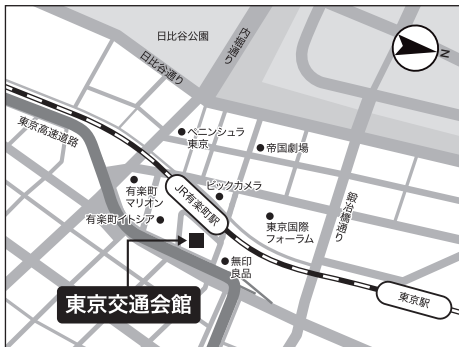 日比谷公園
内堀通り
日比谷通り
N
東京高速道路
ペニンシュラ
東京
帝国劇場
有楽町
マリオン
ビックカメラ
JR有楽町駅
鍛冶橋通り
有楽町イトシア
東京国際
フォーラム
無印
良品
東京駅
東京交通会館